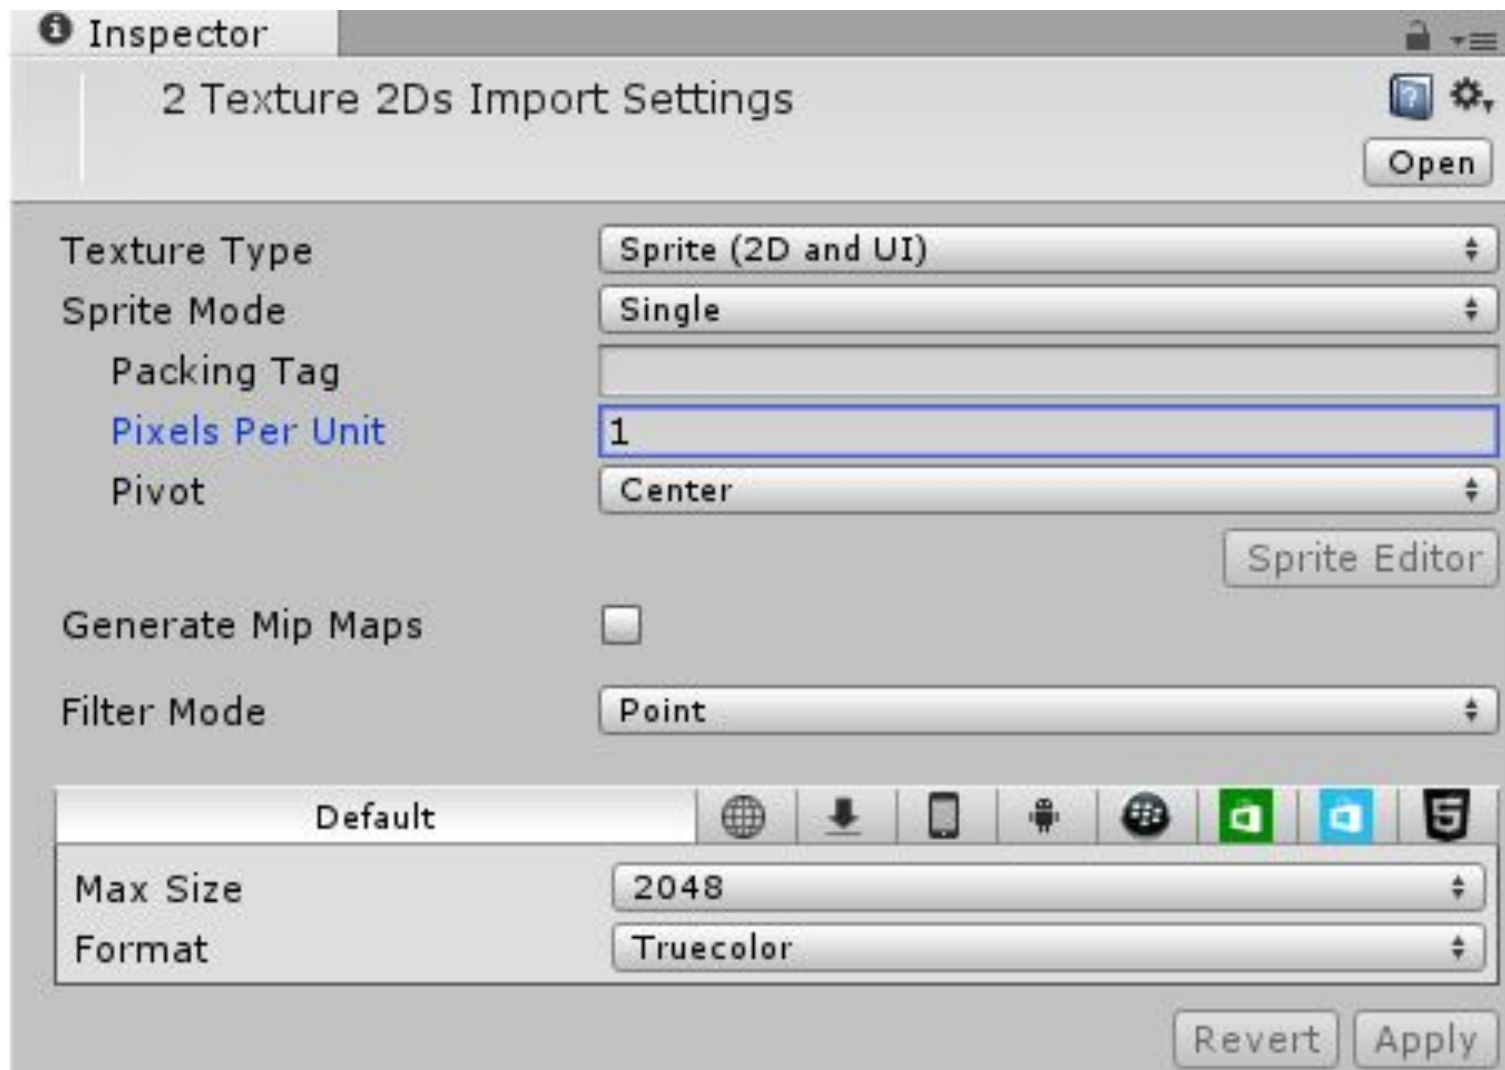 Inspector
2 Texture 2Ds Import Settings
Open
Texture Type Sprite (2D and UI)
Sprite Mode Single
Packing Tag
Pixels Per Unit 1
Pivot Center
Sprite Editor
Generate Mip Maps
Filter Mode Point
Default
Max Size 2048
Format Truecolor
Revert Apply